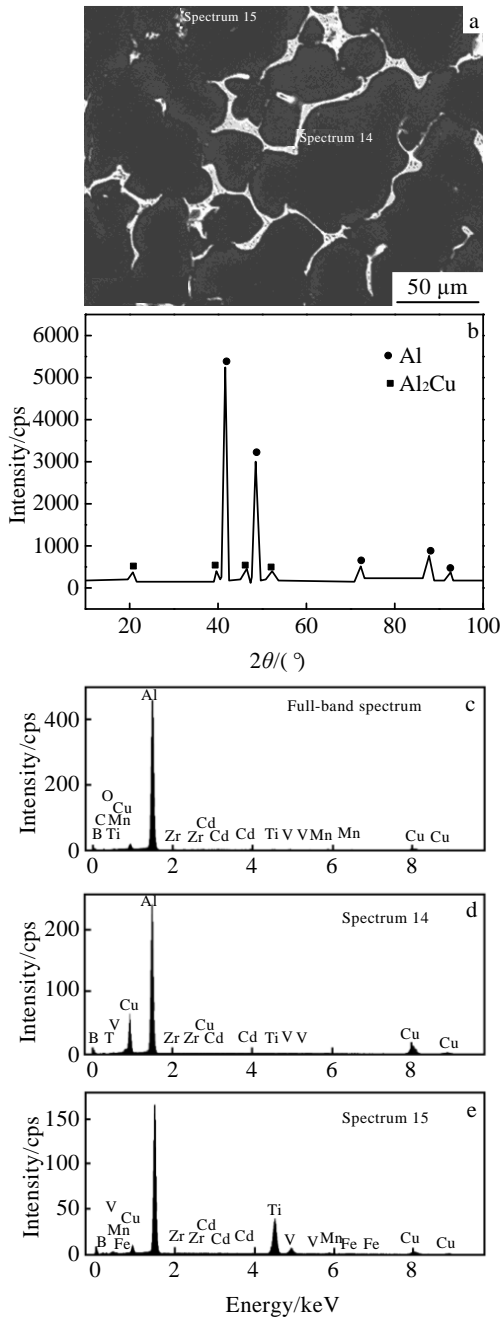 Spectrum 15
a
Spectrum 14
50 μm
b
Intensity/cps
6000
5000
4000
3000
2000
1000
0
● Al
■ Al₂Cu
20 40 60 80 100
2θ/( °)
c
Full-band spectrum
Intensity/cps
400
200
0
Al
O
Cu
C Mn
B Ti
Zr Zr Cd Cd Cd Ti V V Mn Mn Cu Cu
0 2 4 6 8
d
Spectrum 14
Intensity/cps
200
100
0
Al
Cu
V
B T
Zr Zr Cu Cd Cd Ti V V Cu Cu
0 2 4 6 8
e
Spectrum 15
Intensity/cps
150
100
50
0
V
Cu
Mn
B Fe
Zr Zr Cd Cd Cd Ti V V Mn Fe Fe Cu Cu
0 2 4 6 8
Energy/keV